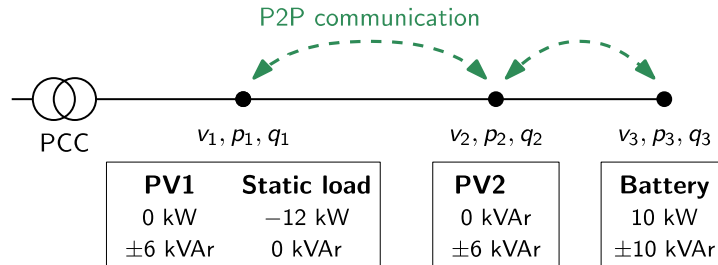 P2P communication
PCC
v₁, p₁, q₁
v₂, p₂, q₂
v₃, p₃, q₃
PV1 Static load
0 kW −12 kW
±6 kVAr 0 kVAr
PV2
0 kVAr
±6 kVAr
Battery
10 kW
±10 kVAr